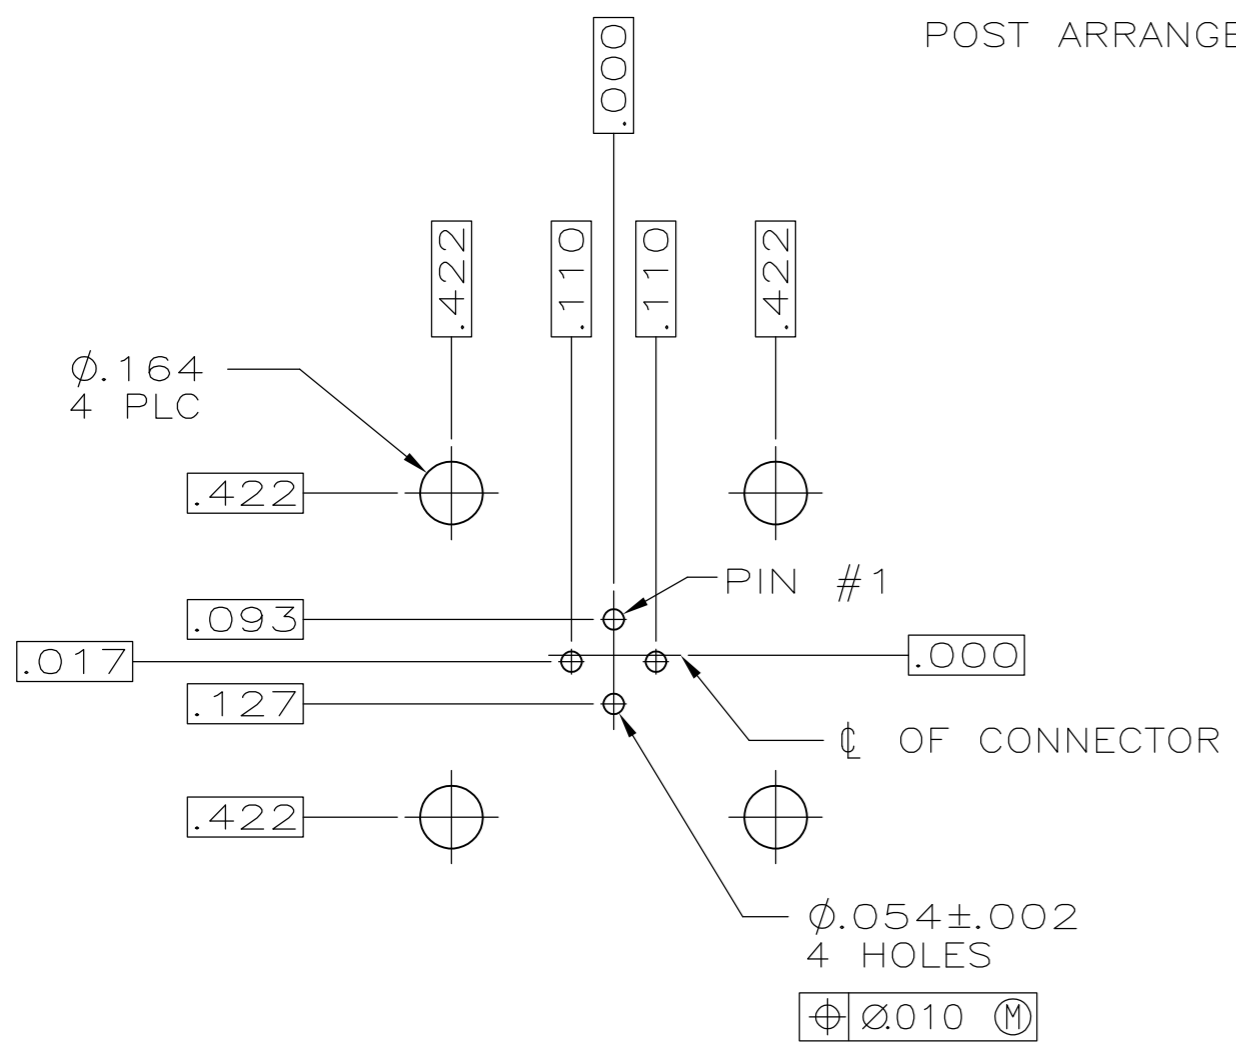 POST ARRANGE
.000
.422
.110
.110
.422
Ø.164
4 PLC
.422
PIN #1
.093
.017
.000
.127
℄ OF CONNECTOR
.422
Ø.054±.002
4 HOLES
⌖ Ø.010 Ⓜ